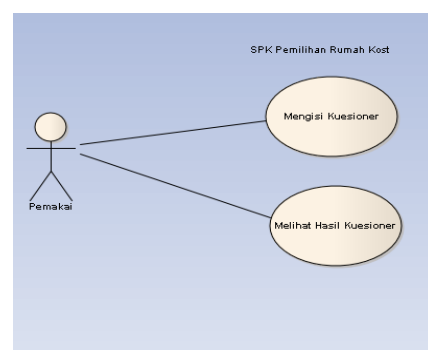 SPK Pemilihan Rumah Kost
Mengisi Kuesioner
Pemakai
Melihat Hasil Kuesioner